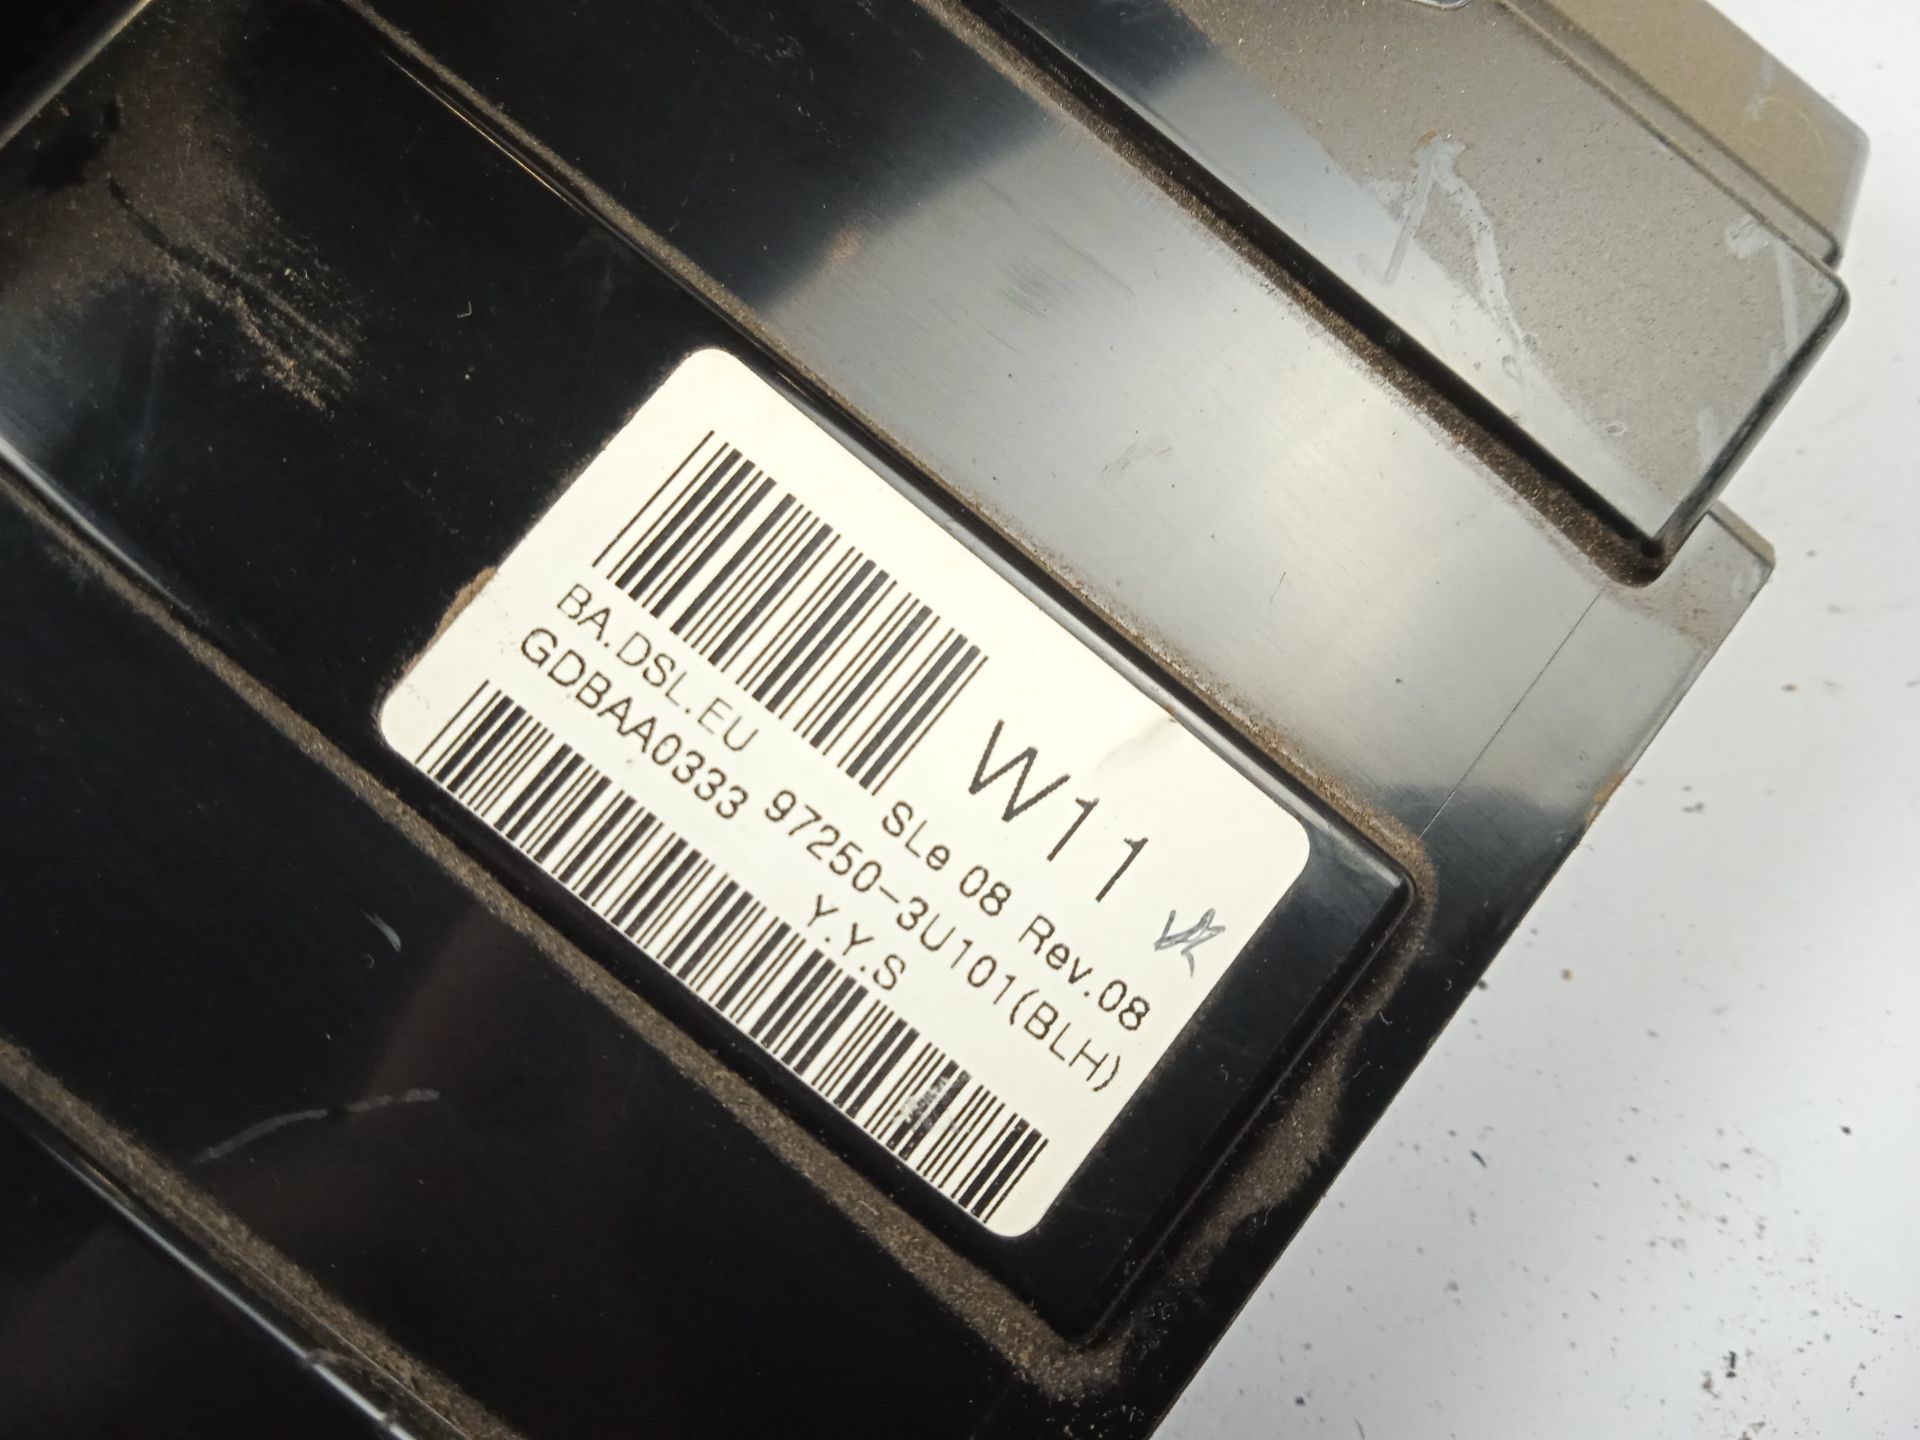 W11
BA.DSL.EU SLe 08 Rev.08
GDBAA0333 97250-3U101(BLH)
Y.Y.S